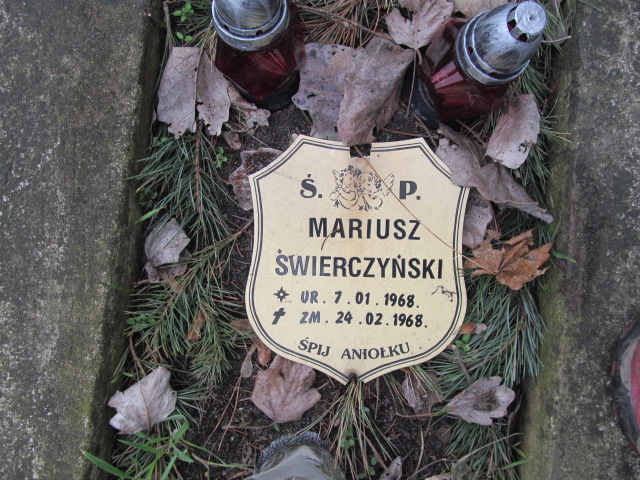 Ś. P.
MARIUSZ
ŚWIERCZYŃSKI
UR. 7.01.1968.
ZM. 24.02.1968.
ŚPIJ ANIOŁKU